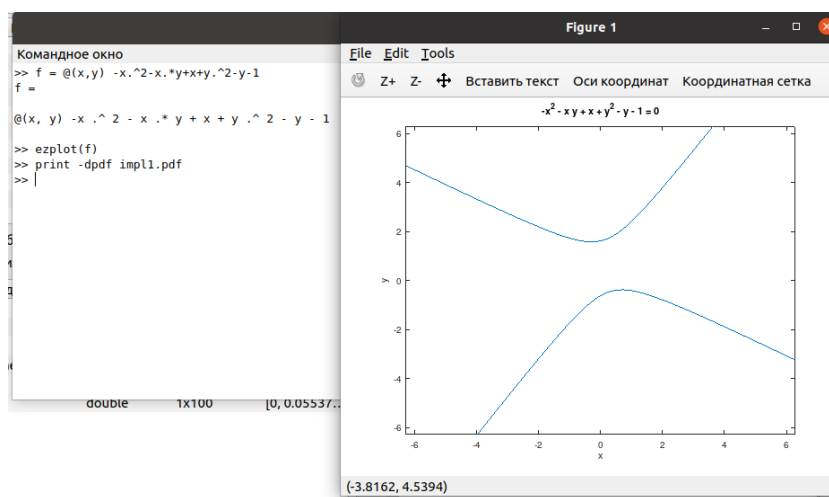 Командное окно
>> f = @(x,y) -x.^2-x.*y+x+y.^2-y-1
f =
@(x, y) -x .^ 2 - x .* y + x + y .^ 2 - y - 1
>> ezplot(f)
>> print -dpdf impl1.pdf
>>
double 1x100 [0, 0.05537..
Figure 1
File Edit Tools
Z+ Z- Вставить текст Оси координат Координатная сетка
-x² - x y + x + y² - y - 1 = 0
6
4
2
0
-2
-4
-6
y
-6 -4 -2 0 2 4 6
x
(-3.8162, 4.5394)